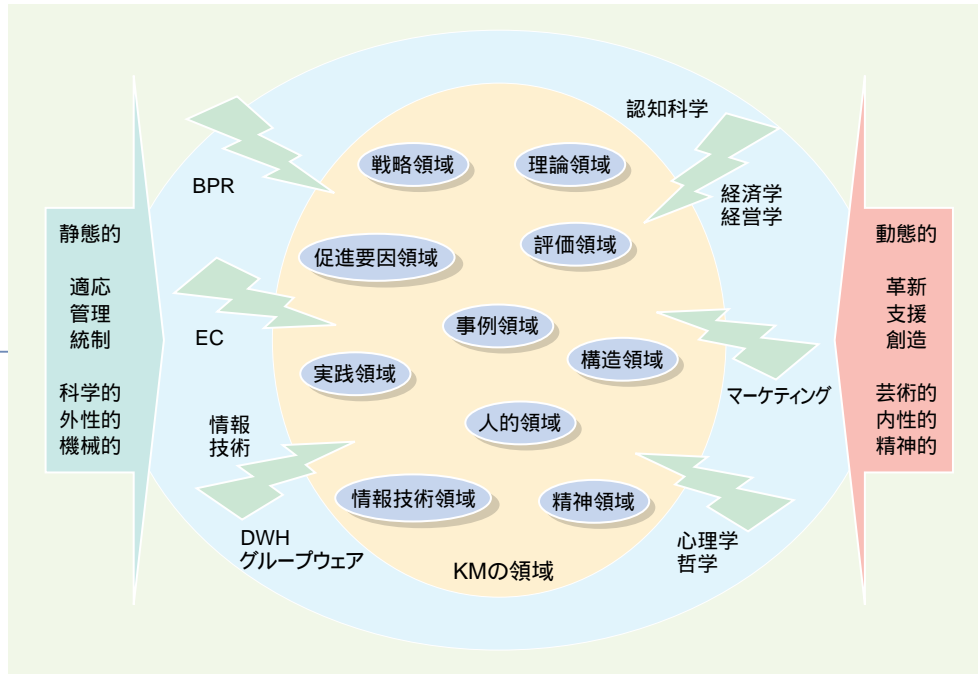 認知科学
戦略領域
理論領域
BPR
経済学
経営学
静態的
適応
管理
統制
科学的
外性的
機械的
動態的
革新
支援
創造
芸術的
内性的
精神的
促進要因領域
評価領域
事例領域
EC
構造領域
実践領域
マーケティング
人的領域
情報
技術
情報技術領域
精神領域
DWH
グループウェア
心理学
哲学
KMの領域